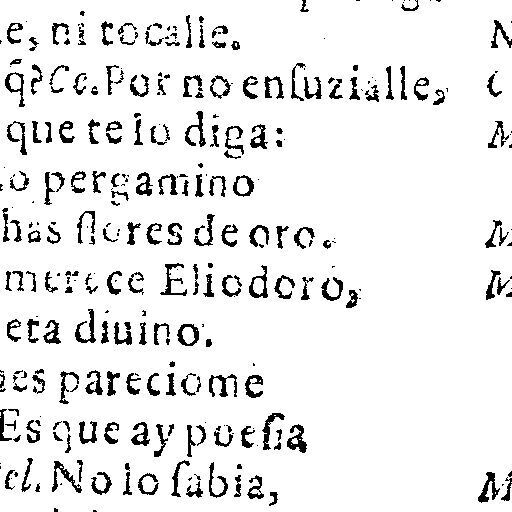 e, ni tocalle. N
q̃? Ce. Por no enſuzialle, C
que te lo diga: M
o pergamino
has flores de oro. M
merece Eliodoro, M
eta diuino.
nes pareciome
Es que ay poeſia
el. No lo ſabia, M